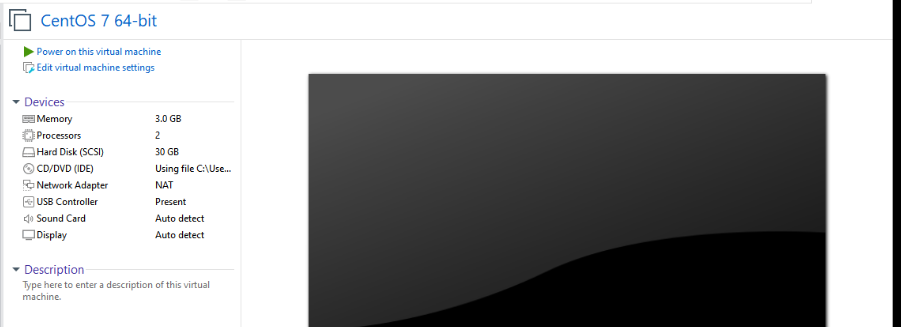 CentOS 7 64-bit
Power on this virtual machine
Edit virtual machine settings
Devices
Memory 3.0 GB
Processors 2
Hard Disk (SCSI) 30 GB
CD/DVD (IDE) Using file C:\Use...
Network Adapter NAT
USB Controller Present
Sound Card Auto detect
Display Auto detect
Description
Type here to enter a description of this virtual
machine.